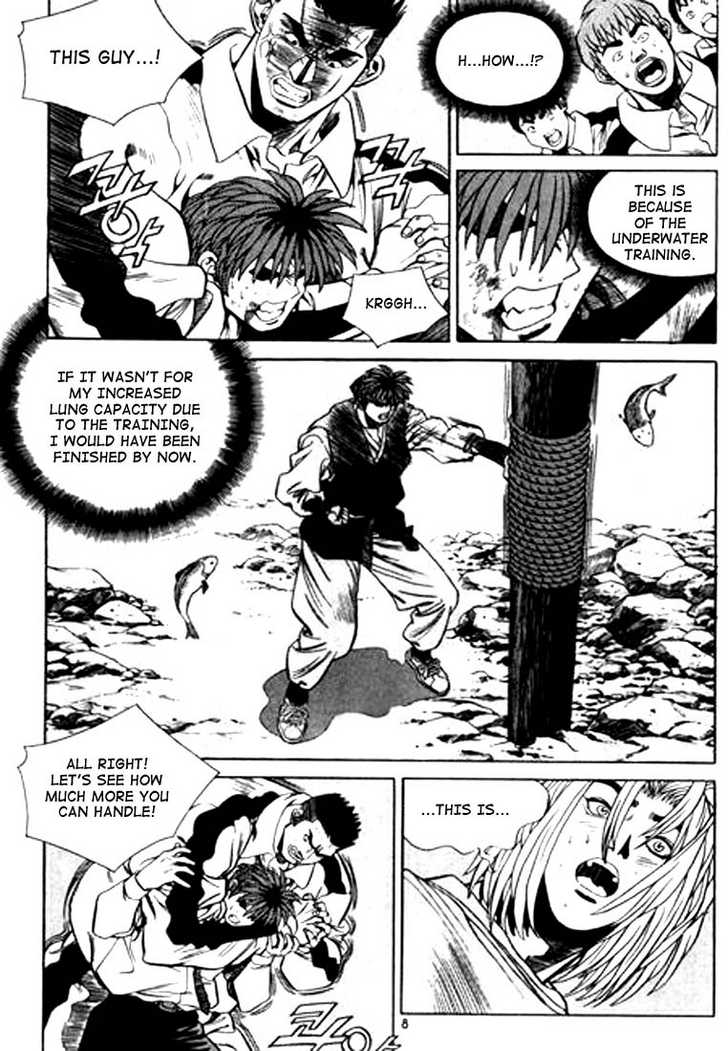 THIS GUY...!
H...HOW...!?
THIS IS
BECAUSE
OF THE
UNDERWATER
TRAINING.
KRGGH...
IF IT WASN'T FOR
MY INCREASED
LUNG CAPACITY DUE
TO THE TRAINING,
I WOULD HAVE BEEN
FINISHED BY NOW.
ALL RIGHT!
LET'S SEE HOW
MUCH MORE YOU
CAN HANDLE!
...THIS IS...
8